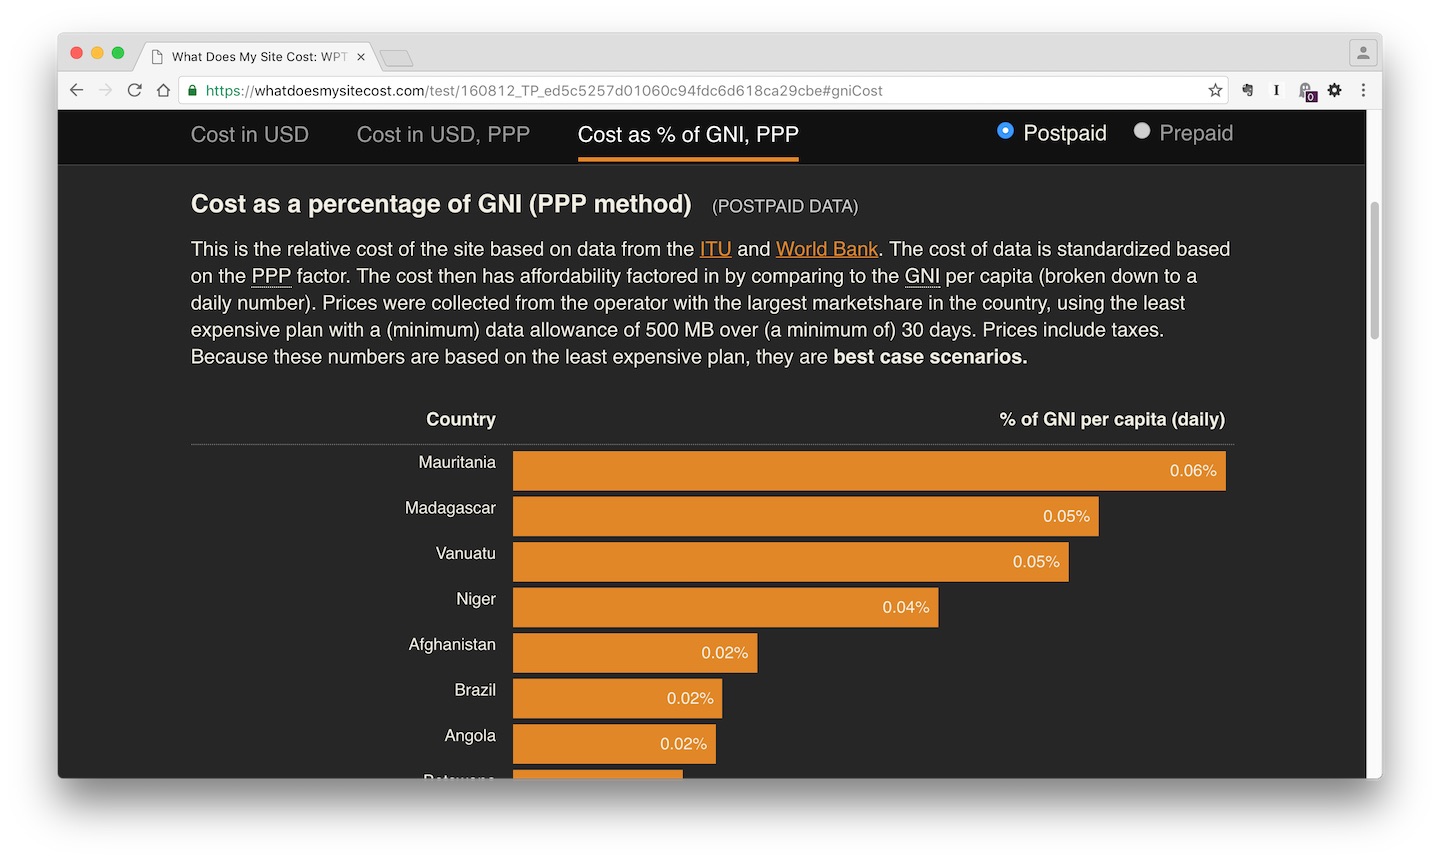 What Does My Site Cost: WPT
https://whatdoesmysitecost.com/test/160812_TP_ed5c5257d01060c94fdc6d618ca29cbe#gniCost
I
0
Cost in USD Cost in USD, PPP Cost as % of GNI, PPP Postpaid Prepaid
Cost as a percentage of GNI (PPP method) (POSTPAID DATA)
This is the relative cost of the site based on data from the ITU and World Bank. The cost of data is standardized based
on the PPP factor. The cost then has affordability factored in by comparing to the GNI per capita (broken down to a
daily number). Prices were collected from the operator with the largest marketshare in the country, using the least
expensive plan with a (minimum) data allowance of 500 MB over (a minimum of) 30 days. Prices include taxes.
Because these numbers are based on the least expensive plan, they are best case scenarios.
Country % of GNI per capita (daily)
Mauritania 0.06%
Madagascar 0.05%
Vanuatu 0.05%
Niger 0.04%
Afghanistan 0.02%
Brazil 0.02%
Angola 0.02%
Botswana